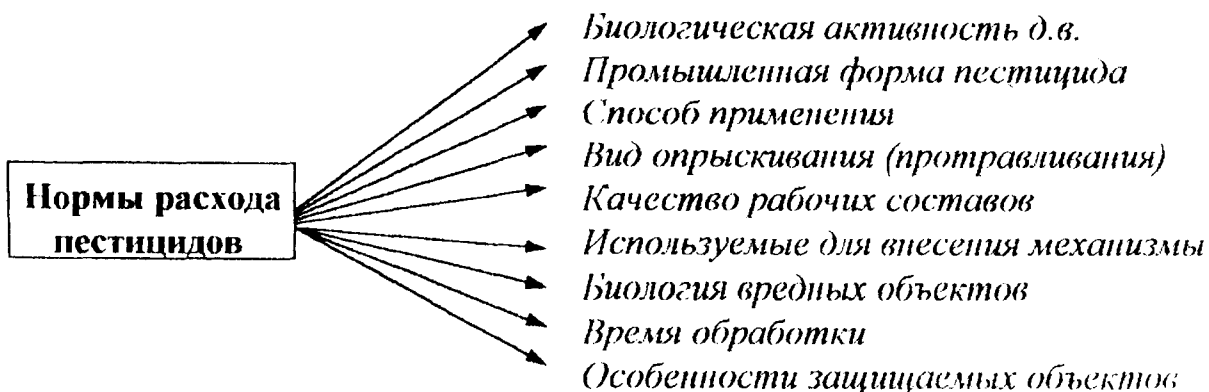 Биологическая активность д.в.
Промышленная форма пестицида
Способ применения
Вид опрыскивания (протравливания)
Нормы расхода
пестицидов
Качество рабочих составов
Используемые для внесения механизмы
Биология вредных объектов
Время обработки
Особенности защищаемых объектов